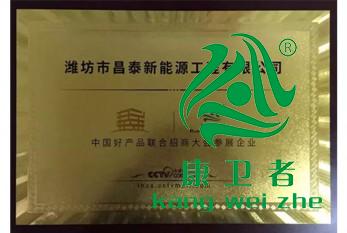 潍坊市昌泰新能源工程有限公司
中国好产品联合招商大会参展企业
CCTV
康卫者
kang wei zhe
®